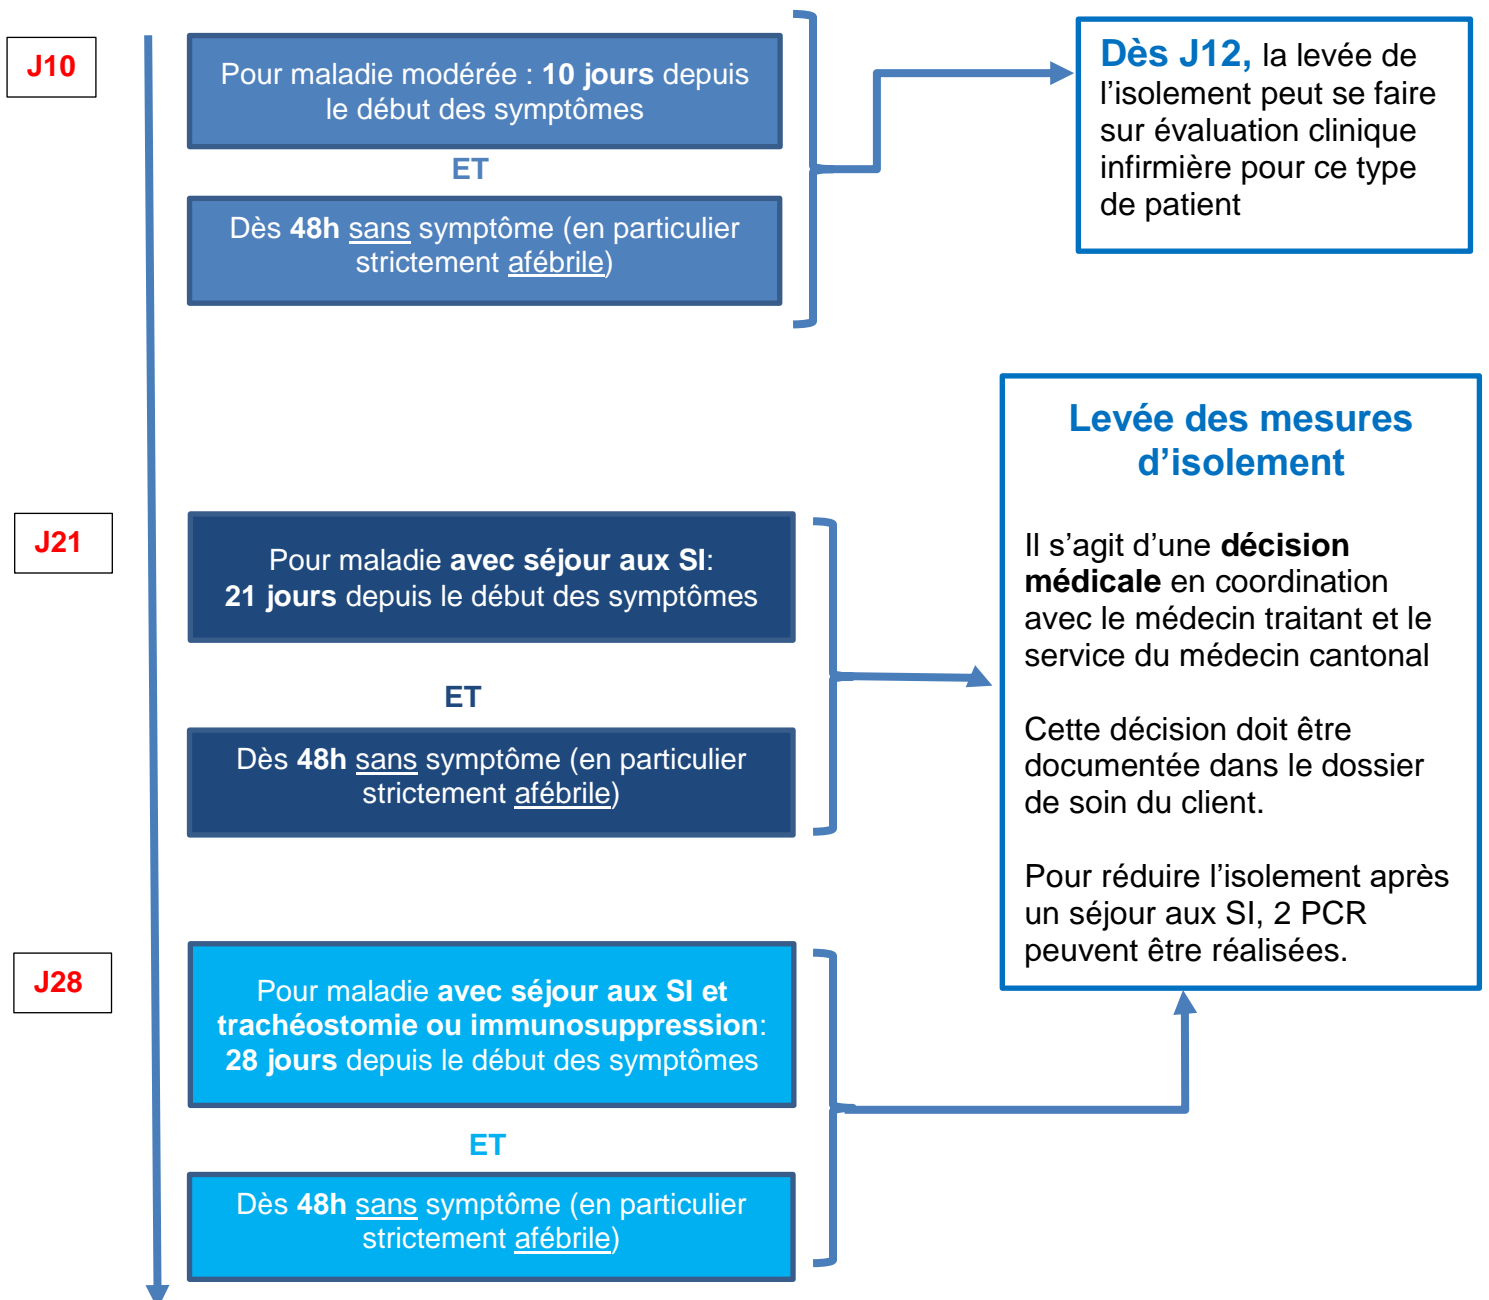 J10
Pour maladie modérée : 10 jours depuis
le début des symptômes
ET
Dès 48h sans symptôme (en particulier
strictement afébrile)
Dès J12, la levée de
l’isolement peut se faire
sur évaluation clinique
infirmière pour ce type
de patient
J21
Pour maladie avec séjour aux SI:
21 jours depuis le début des symptômes
ET
Dès 48h sans symptôme (en particulier
strictement afébrile)
Levée des mesures
d’isolement
Il s’agit d’une décision
médicale en coordination
avec le médecin traitant et le
service du médecin cantonal
Cette décision doit être
documentée dans le dossier
de soin du client.
Pour réduire l’isolement après
un séjour aux SI, 2 PCR
peuvent être réalisées.
J28
Pour maladie avec séjour aux SI et
trachéostomie ou immunosuppression:
28 jours depuis le début des symptômes
ET
Dès 48h sans symptôme (en particulier
strictement afébrile)